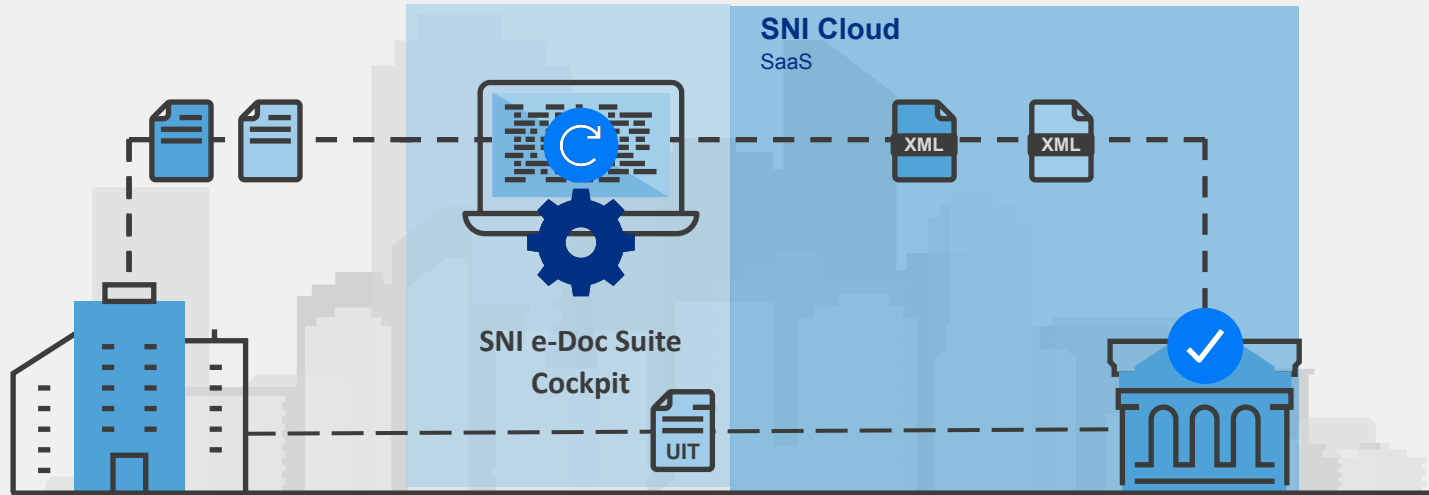 SNI Cloud
SaaS
XML
XML
SNI e-Doc Suite
Cockpit
UIT